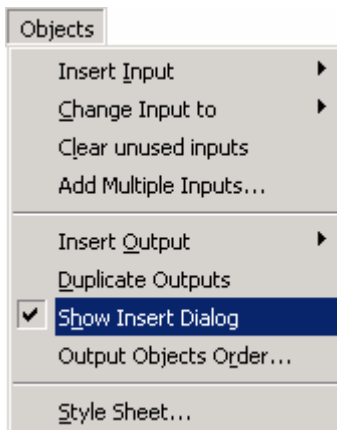 Objects
Insert Input
Change Input to
Clear unused inputs
Add Multiple Inputs...
Insert Output
Duplicate Outputs
Show Insert Dialog
Output Objects Order...
Style Sheet...